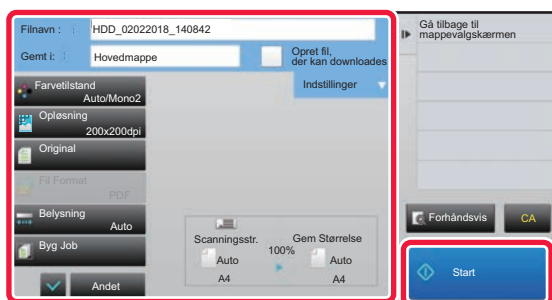 Filnavn :
HDD_02022018_140842
Gemt i:
Hovedmappe
Opret fil,
der kan downloades
Indstillinger
Farvetilstand
Auto/Mono2
Opløsning
200x200dpi
Original
Fil Format
PDF
Belysning
Auto
Byg Job
Andet
Scanningsstr.
Auto
A4
100%
Gem Størrelse
Auto
A4
Gå tilbage til
mappevalgskærmen
Forhåndsvis
CA
Start